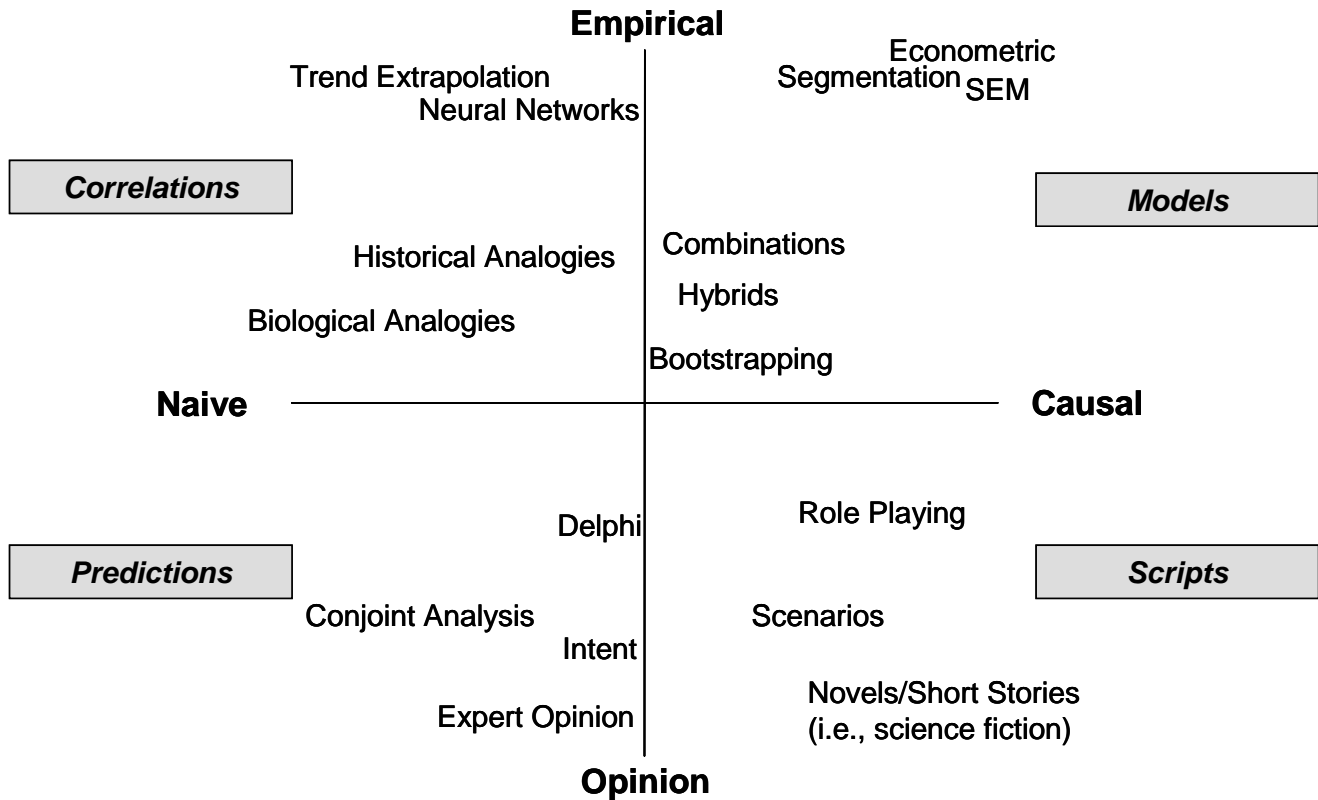 Empirical
Econometric
Trend Extrapolation
Segmentation
SEM
Neural Networks
Correlations
Models
Combinations
Historical Analogies
Hybrids
Biological Analogies
Bootstrapping
Naive
Causal
Role Playing
Delphi
Predictions
Scripts
Conjoint Analysis
Scenarios
Intent
Novels/Short Stories
(i.e., science fiction)
Expert Opinion
Opinion